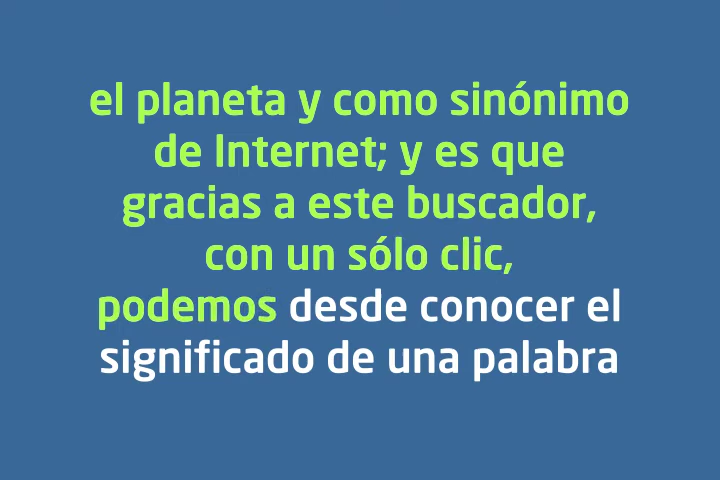 el planeta y como sinónimo
de Internet; y es que
gracias a este buscador,
con un sólo clic,
podemos desde conocer el
significado de una palabra